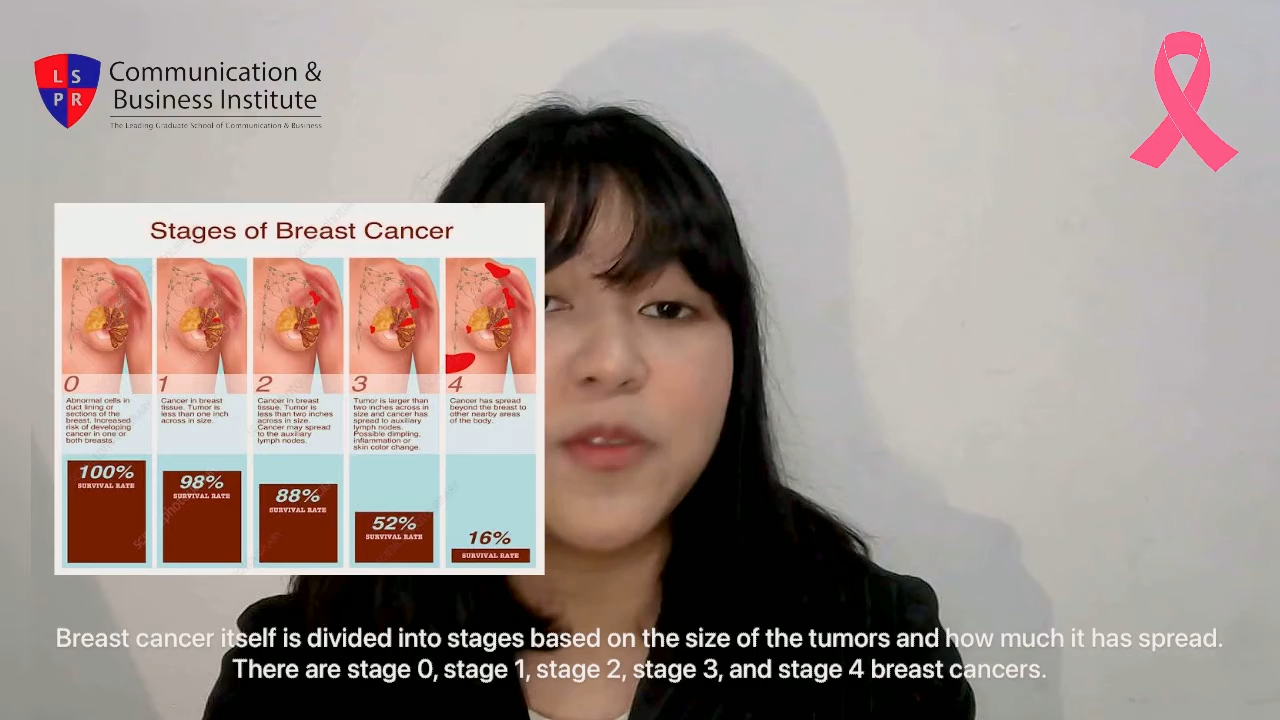 L S
P R
Communication &
Business Institute
The Leading Graduate School of Communication & Business
Stages of Breast Cancer
0
Abnormal cells in
duct lining or
sections of the
breast. Increased
risk of developing
cancer in one or
both breasts.
100%
SURVIVAL RATE
1
Cancer in breast
tissue. Tumor is
less than one inch
across in size.
98%
SURVIVAL RATE
2
Cancer in breast
tissue. Tumor is
less than two inches
across in size.
Cancer may spread
to the auxiliary
lymph nodes.
88%
SURVIVAL RATE
3
Tumor is larger than
two inches across in
size and cancer has
spread to auxiliary
lymph nodes.
Possible dimpling,
inflammation or
skin color change.
52%
SURVIVAL RATE
4
Cancer has spread
beyond the breast to
other nearby areas
of the body.
16%
SURVIVAL RATE
Breast cancer itself is divided into stages based on the size of the tumors and how much it has spread.
There are stage 0, stage 1, stage 2, stage 3, and stage 4 breast cancers.